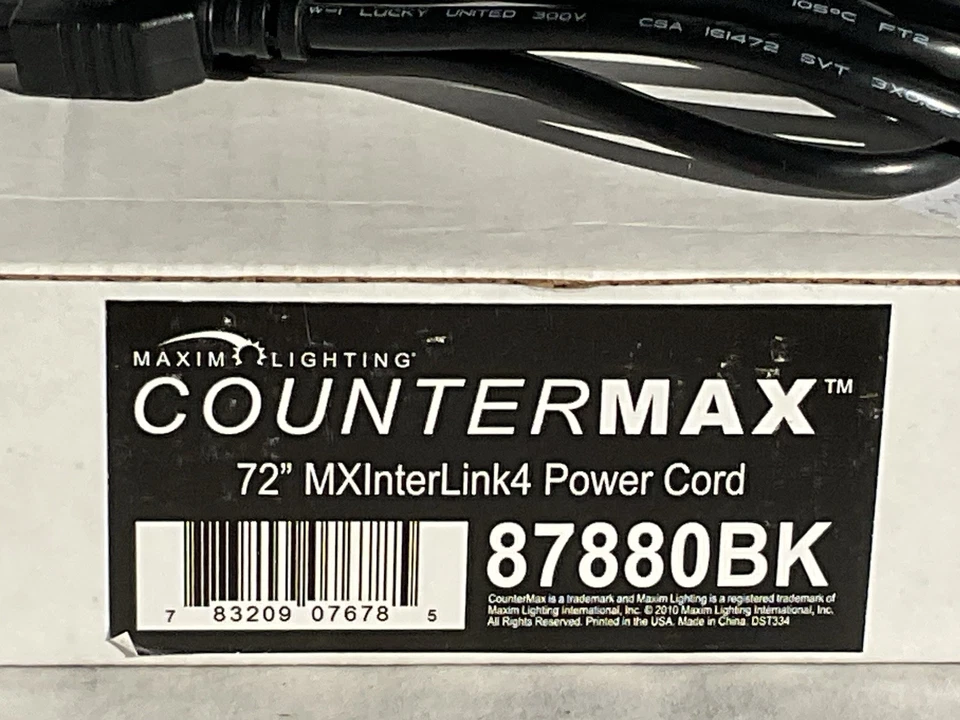 W-1 LUCKY UNITED 300V
CSA 161472 SVT
105°C FT2
MAXIM LIGHTING
COUNTERMAX™
72” MXInterLink4 Power Cord
87880BK
7 83209 07678 5
CounterMax is a trademark and Maxim Lighting is a registered trademark of
Maxim Lighting International, Inc. © 2010 Maxim Lighting International, Inc.
All Rights Reserved. Printed in the USA. Made in China. DST334